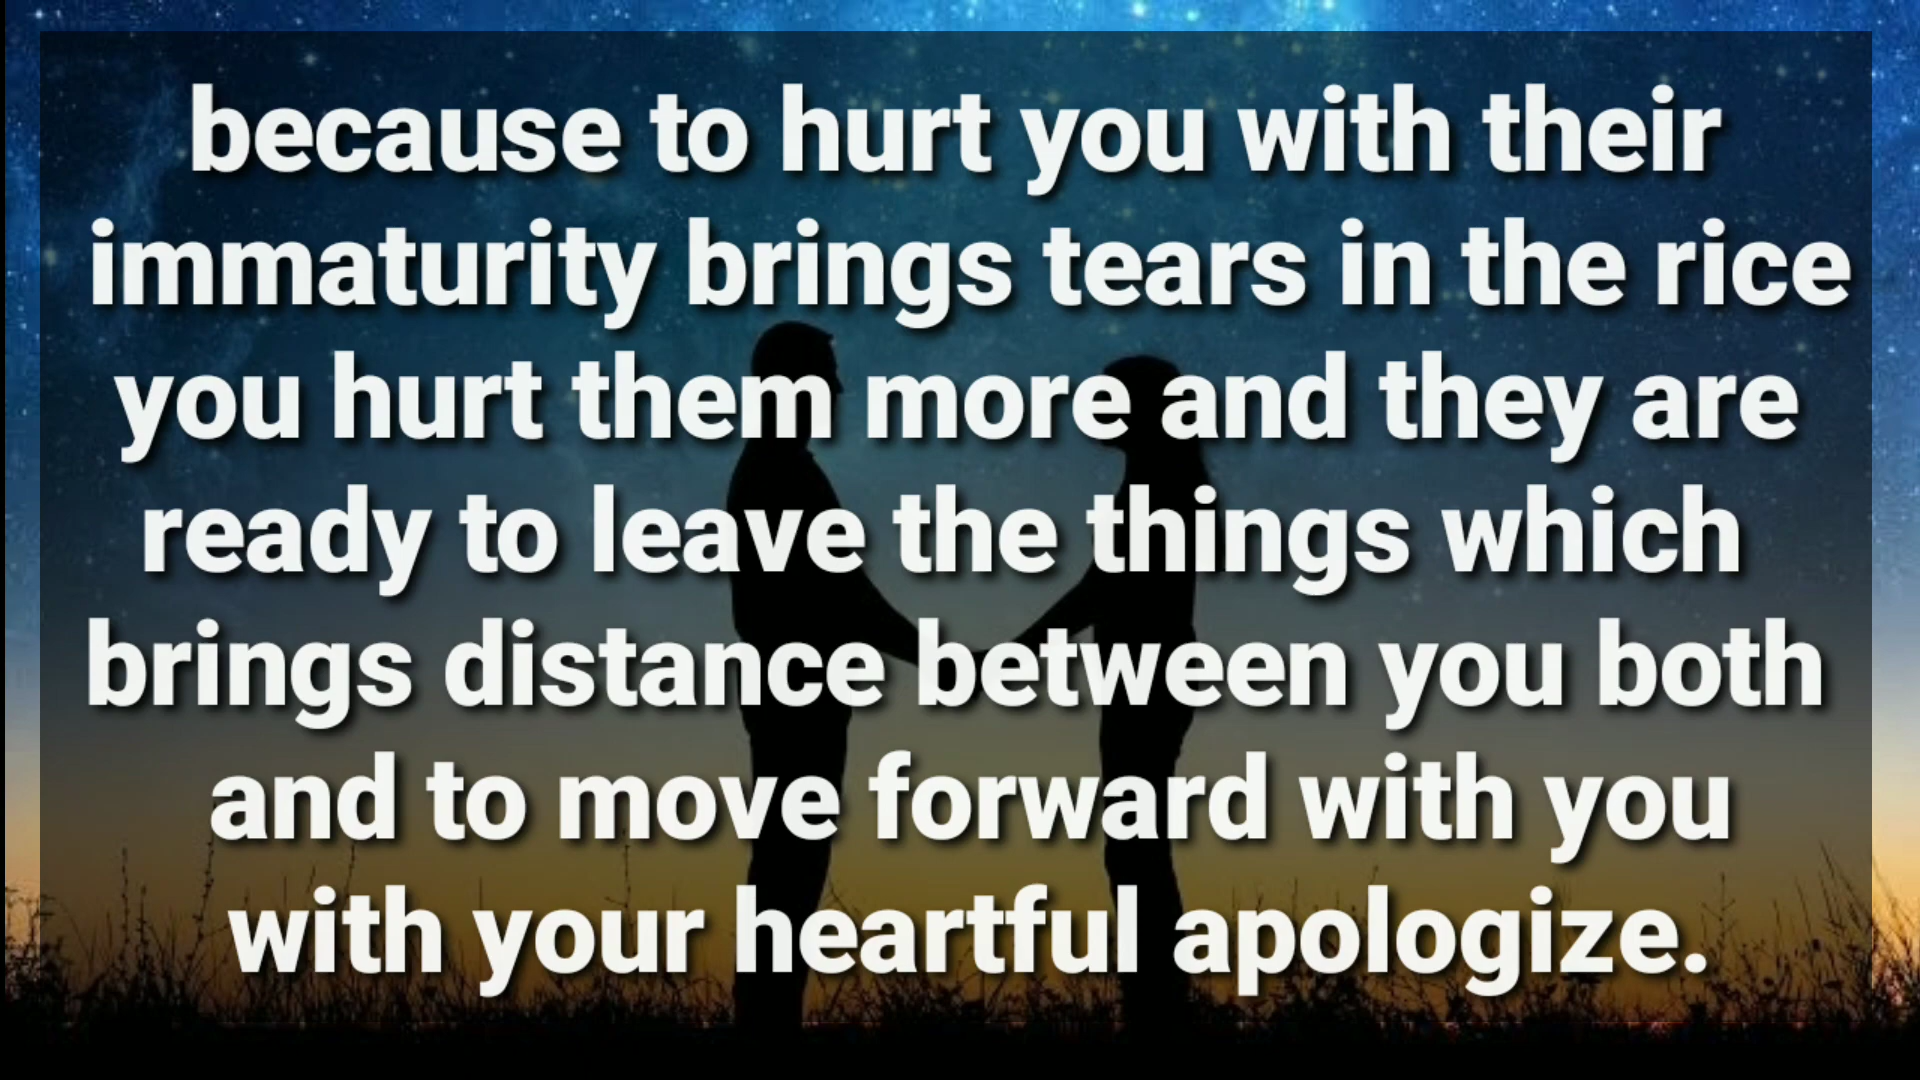 because to hurt you with their
immaturity brings tears in the rice
you hurt them more and they are
ready to leave the things which
brings distance between you both
and to move forward with you
with your heartful apologize.